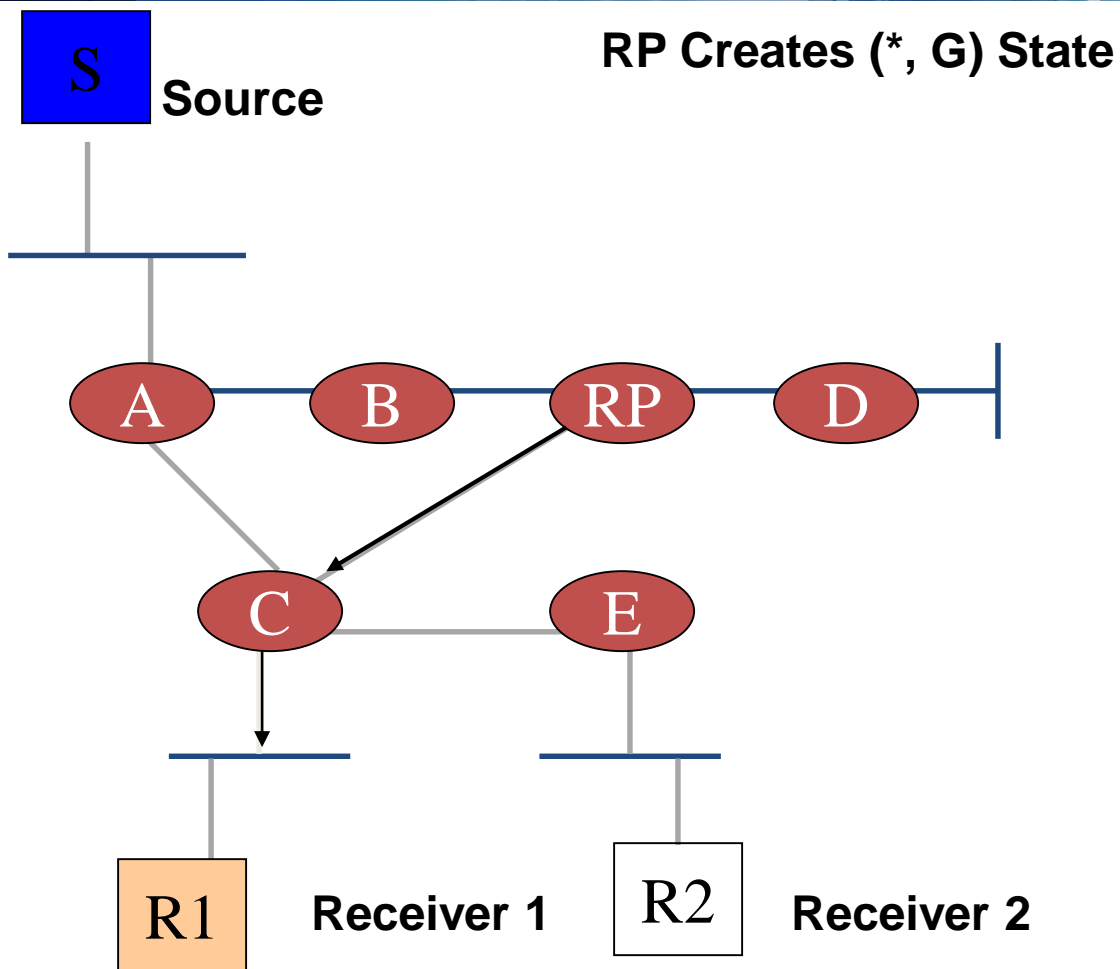 RP Creates (*, G) State
S
Source
A
B
RP
D
C
E
R1
Receiver 1
R2
Receiver 2